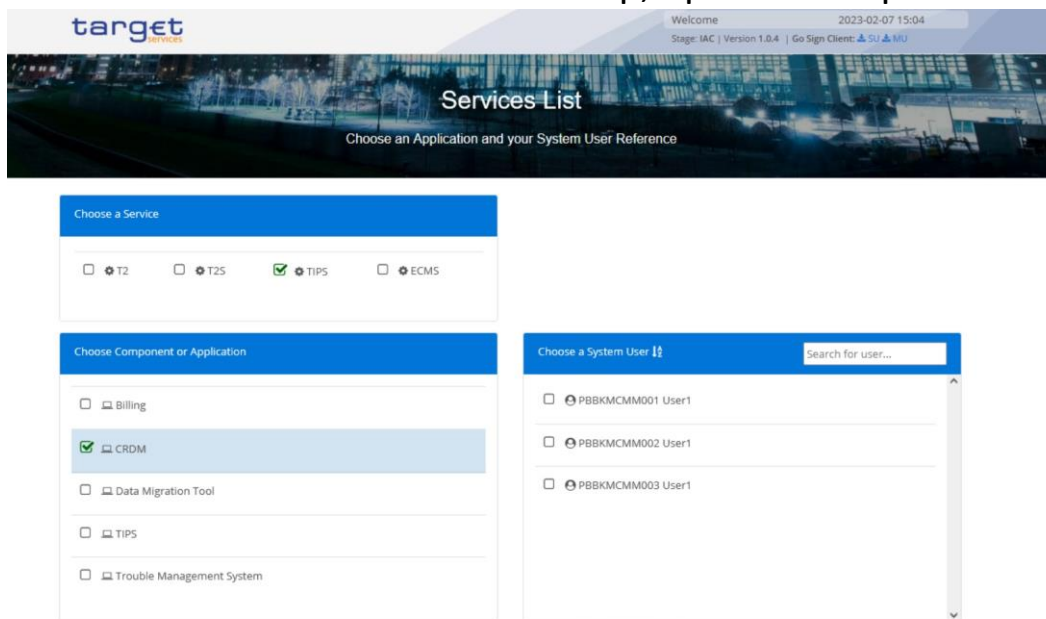 target
services
Welcome 2023-02-07 15:04
Stage: IAC | Version 1.0.4 | Go Sign Client: SU MU
Services List
Choose an Application and your System User Reference
Choose a Service
T2 T2S TIPS ECMS
Choose Component or Application
Billing
CRDM
Data Migration Tool
TIPS
Trouble Management System
Choose a System User
Search for user...
PBBKMCMM001 User1
PBBKMCMM002 User1
PBBKMCMM003 User1